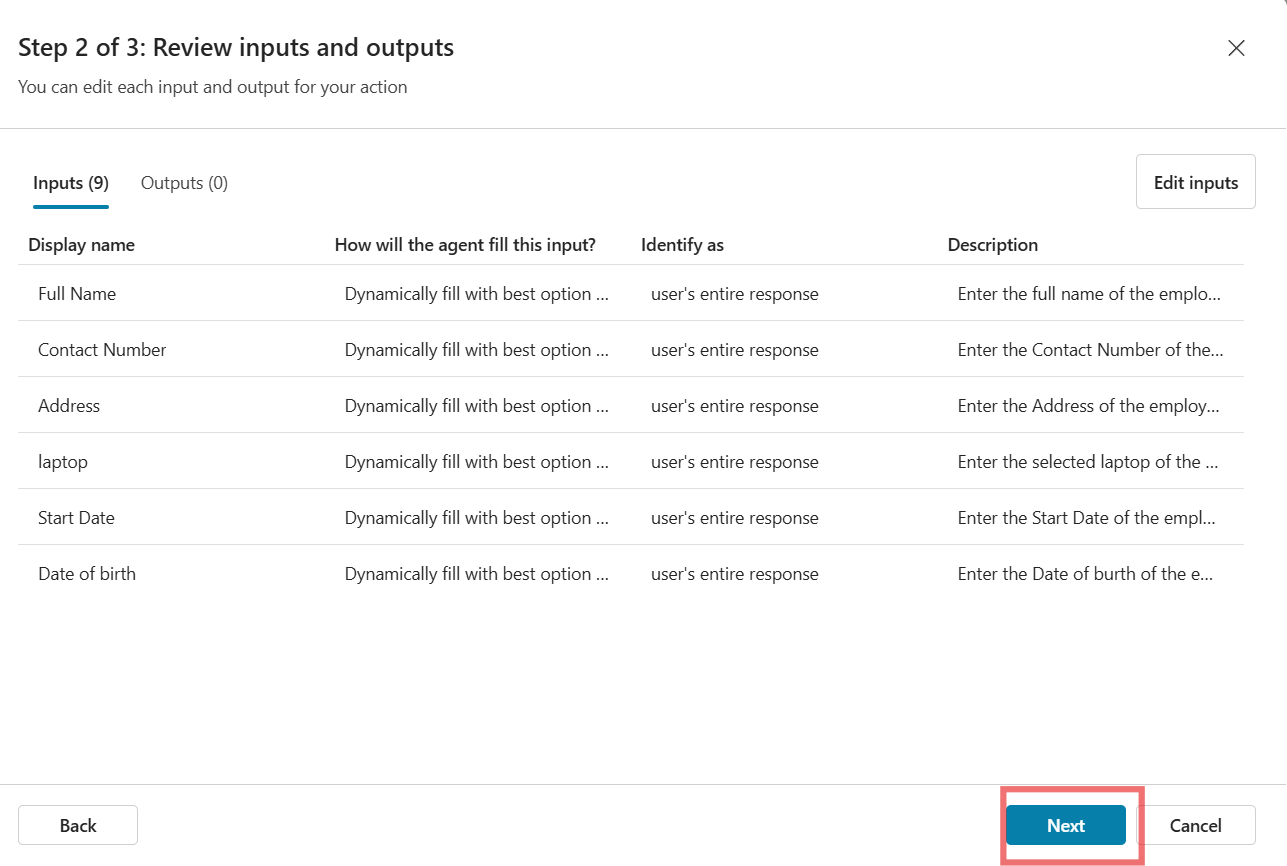 Step 2 of 3: Review inputs and outputs
You can edit each input and output for your action
Inputs (9) Outputs (0) Edit inputs
Display name How will the agent fill this input? Identify as Description
Full Name Dynamically fill with best option ... user's entire response Enter the full name of the emplo...
Contact Number Dynamically fill with best option ... user's entire response Enter the Contact Number of the...
Address Dynamically fill with best option ... user's entire response Enter the Address of the employ...
laptop Dynamically fill with best option ... user's entire response Enter the selected laptop of the ...
Start Date Dynamically fill with best option ... user's entire response Enter the Start Date of the empl...
Date of birth Dynamically fill with best option ... user's entire response Enter the Date of burth of the e...
Back Next Cancel